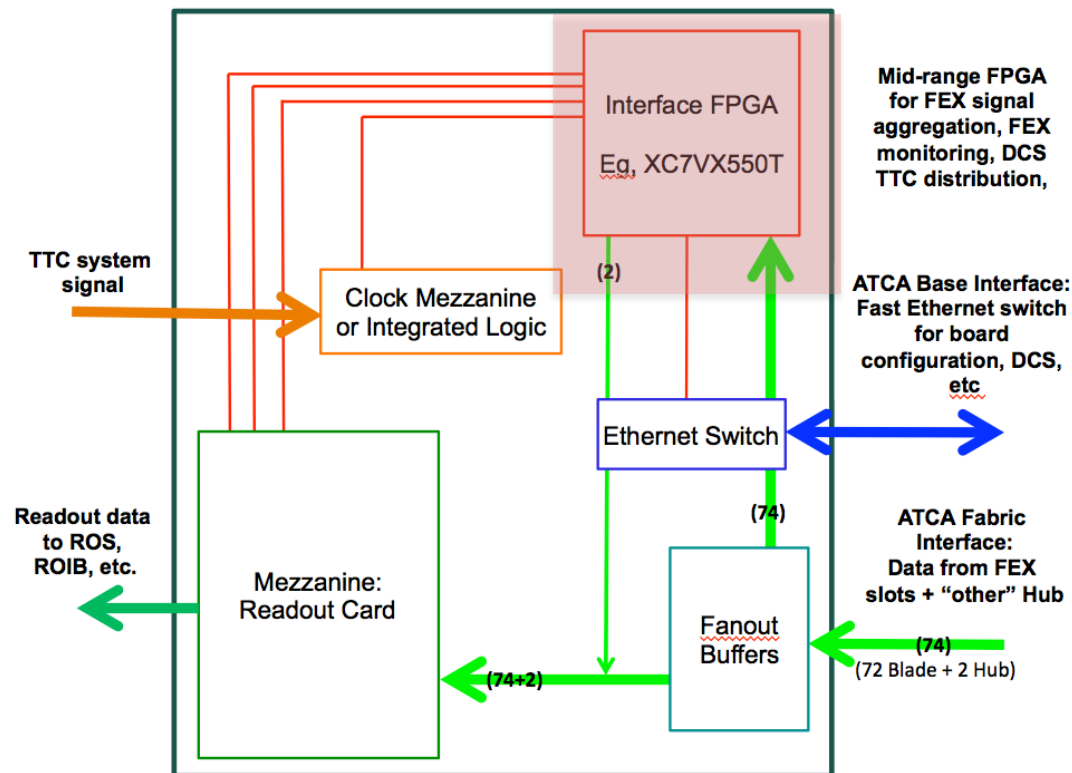 Interface FPGA
Eg, XC7VX550T
Mid-range FPGA
for FEX signal
aggregation, FEX
monitoring, DCS
TTC distribution,
TTC system
signal
(2)
Clock Mezzanine
or Integrated Logic
ATCA Base Interface:
Fast Ethernet switch
for board
configuration, DCS,
etc
Ethernet Switch
(74)
Readout data
to ROS,
ROIB, etc.
Mezzanine:
Readout Card
ATCA Fabric
Interface:
Data from FEX
slots + “other” Hub
Fanout
Buffers
(74)
(72 Blade + 2 Hub)
(74+2)